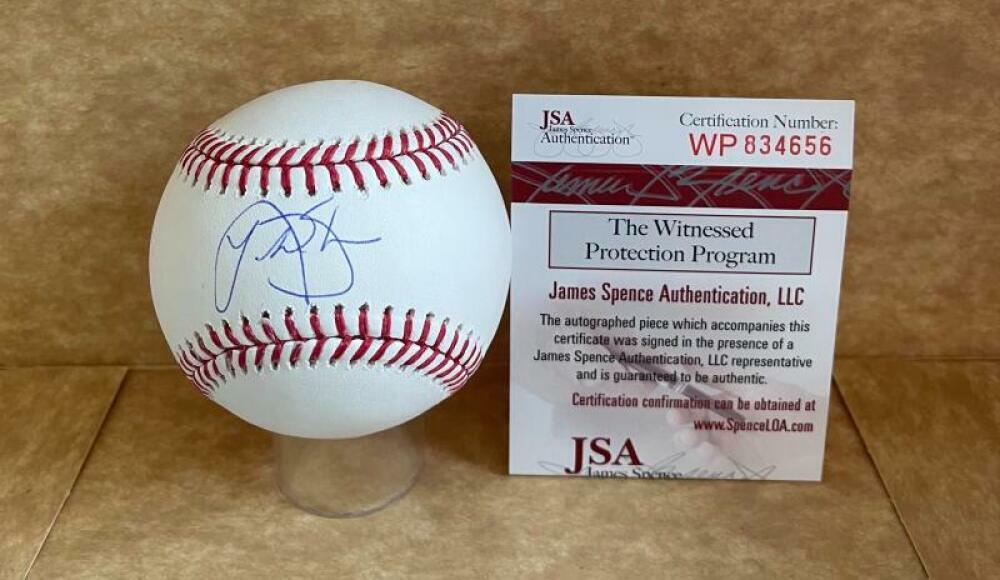 JSA
James Spence
Authentication
Certification Number:
WP 834656
The Witnessed
Protection Program
James Spence Authentication, LLC
The autographed piece which accompanies this
certificate was signed in the presence of a
James Spence Authentication, LLC representative
and is guaranteed to be authentic.
Certification confirmation can be obtained at
www.SpenceLOA.com
JSA
James Spence